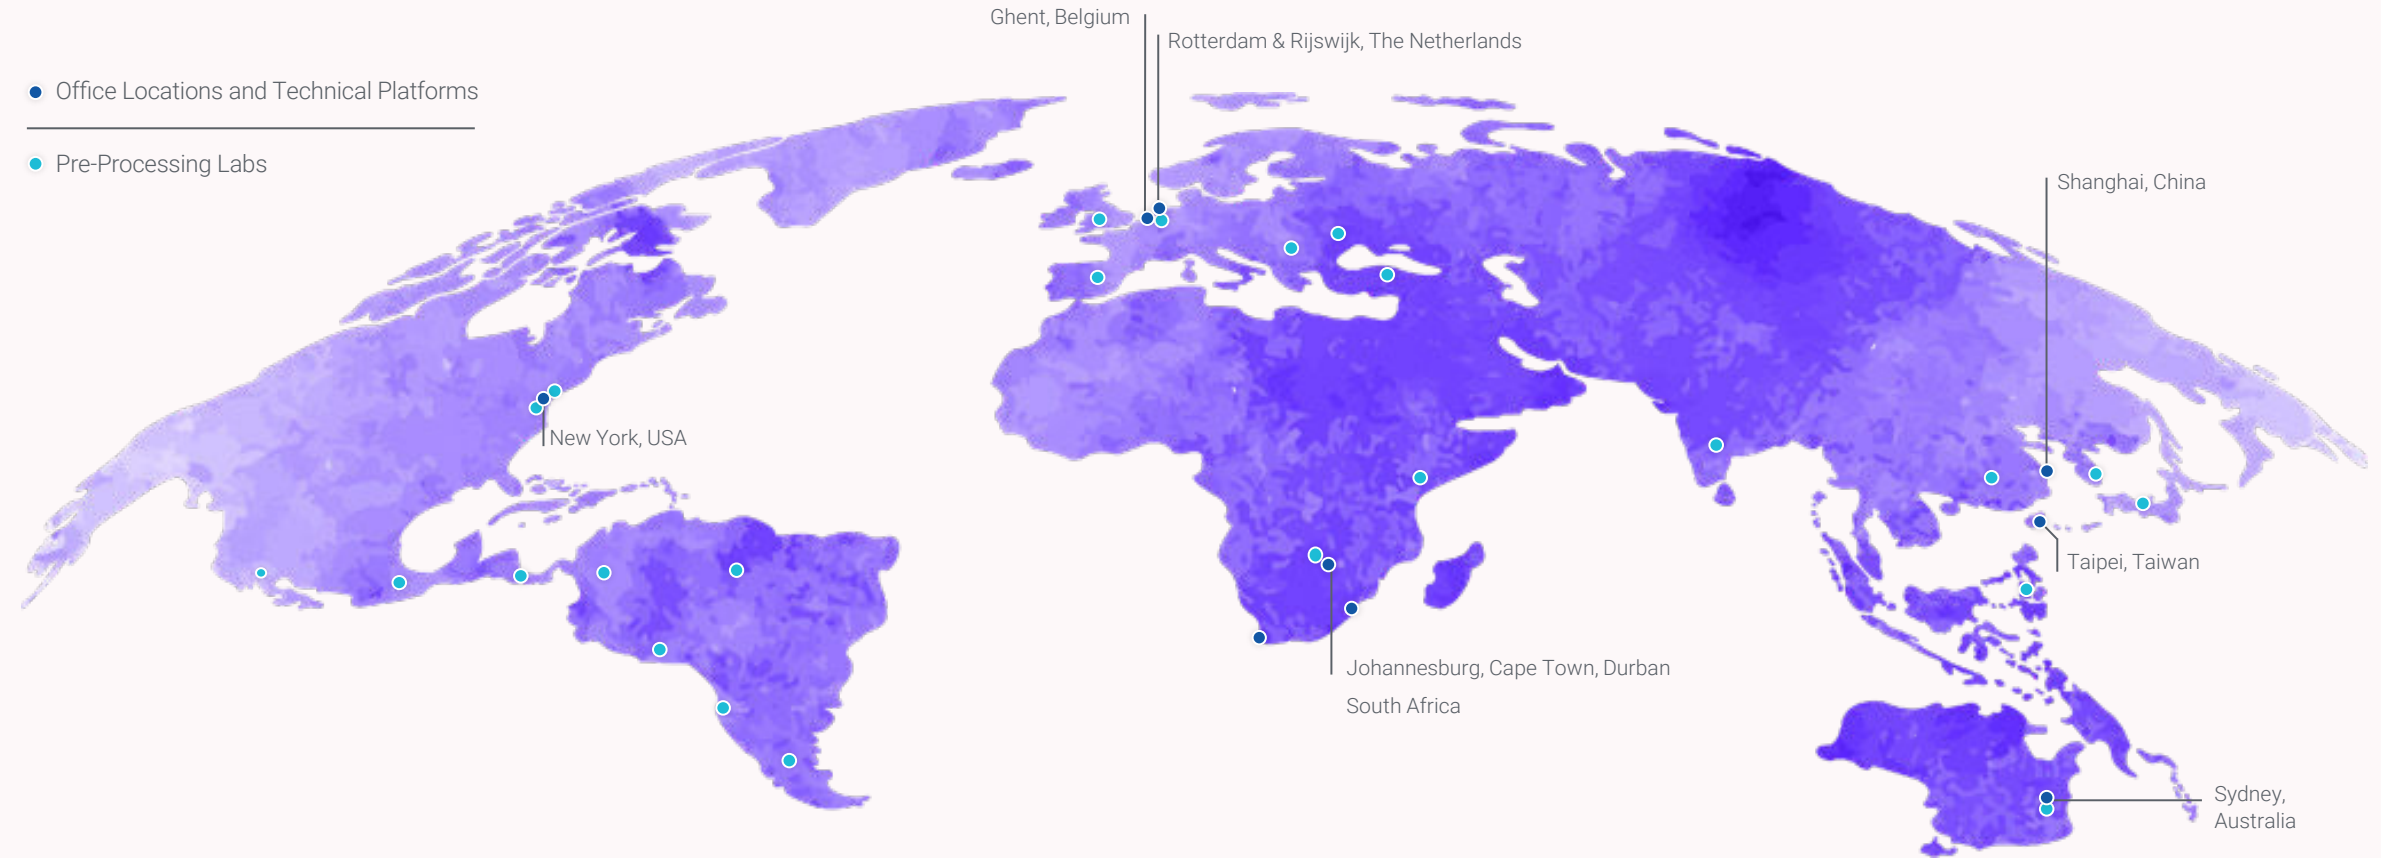 Ghent, Belgium
Rotterdam & Rijswijk, The Netherlands
Office Locations and Technical Platforms
Pre-Processing Labs
Shanghai, China
New York, USA
Taipei, Taiwan
Johannesburg, Cape Town, Durban
South Africa
Sydney,
Australia